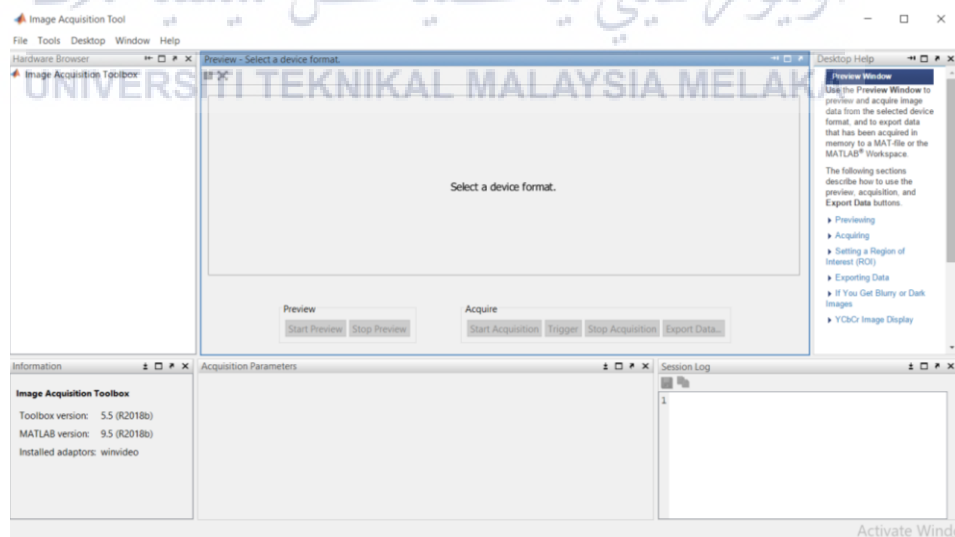 Image Acquisition Tool
File Tools Desktop Window Help
Hardware Browser
Image Acquisition Toolbox
Preview - Select a device format.
UNIVERSITI TEKNIKAL MALAYSIA MELAKA
Select a device format.
Preview
Start Preview Stop Preview
Acquire
Start Acquisition Trigger Stop Acquisition Export Data...
Desktop Help
Preview Window
Use the Preview Window to
preview and acquire image
data from the selected device
format, and to export data
that has been acquired in
memory to a MAT-file or the
MATLAB® Workspace.
The following sections
describe how to use the
preview, acquisition, and
Export Data buttons.
Previewing
Acquiring
Setting a Region of
Interest (ROI)
Exporting Data
If You Get Blurry or Dark
Images
YCbCr Image Display
Information
Image Acquisition Toolbox
Toolbox version: 5.5 (R2018b)
MATLAB version: 9.5 (R2018b)
Installed adaptors: winvideo
Acquisition Parameters
Session Log
1
Activate Wind